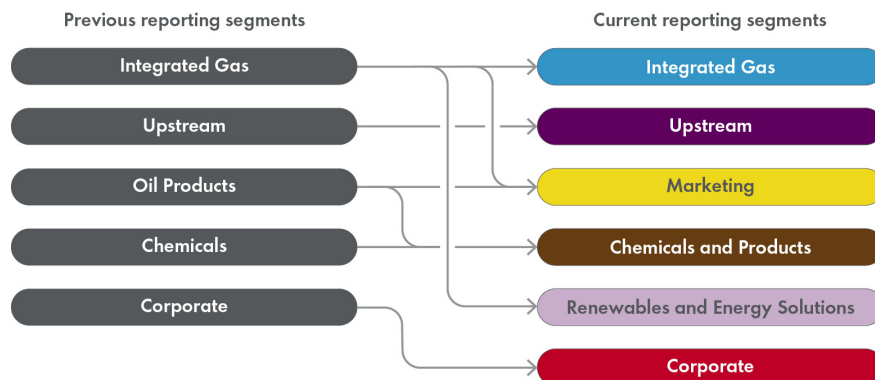 Previous reporting segments
Current reporting segments
Integrated Gas
Integrated Gas
Upstream
Upstream
Oil Products
Marketing
Chemicals
Chemicals and Products
Corporate
Renewables and Energy Solutions
Corporate